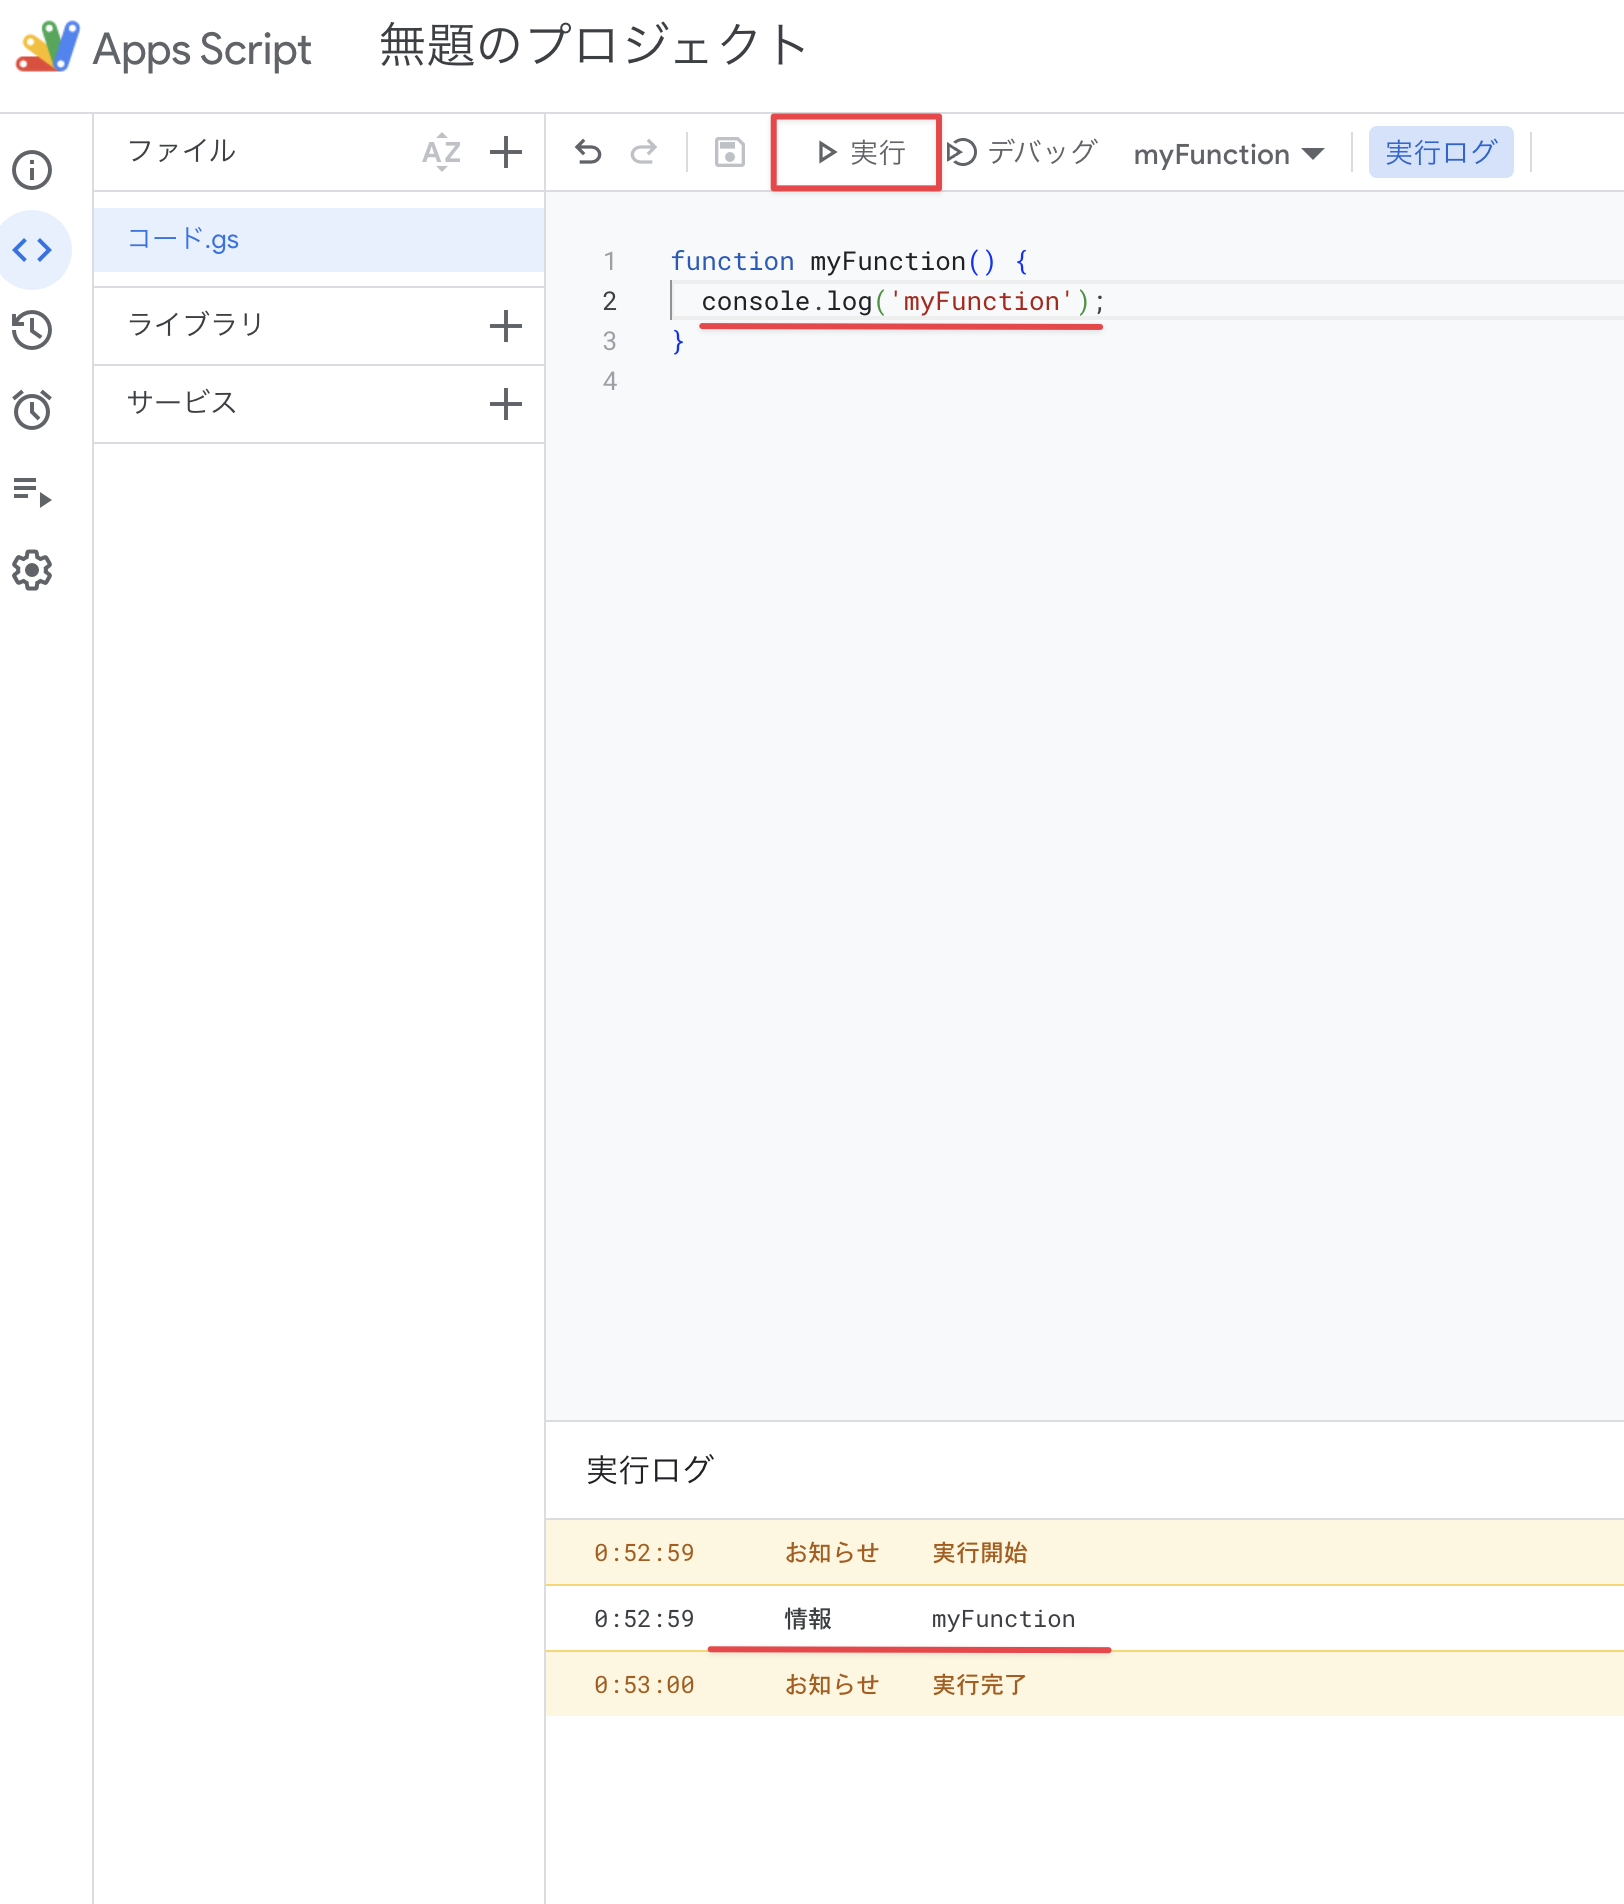 Apps Script 無題のプロジェクト
ファイル AZ
実行 デバッグ myFunction 実行ログ
コード.gs
ライブラリ
サービス
1 function myFunction() {
2 console.log('myFunction');
3 }
4
実行ログ
0:52:59 お知らせ 実行開始
0:52:59 情報 myFunction
0:53:00 お知らせ 実行完了